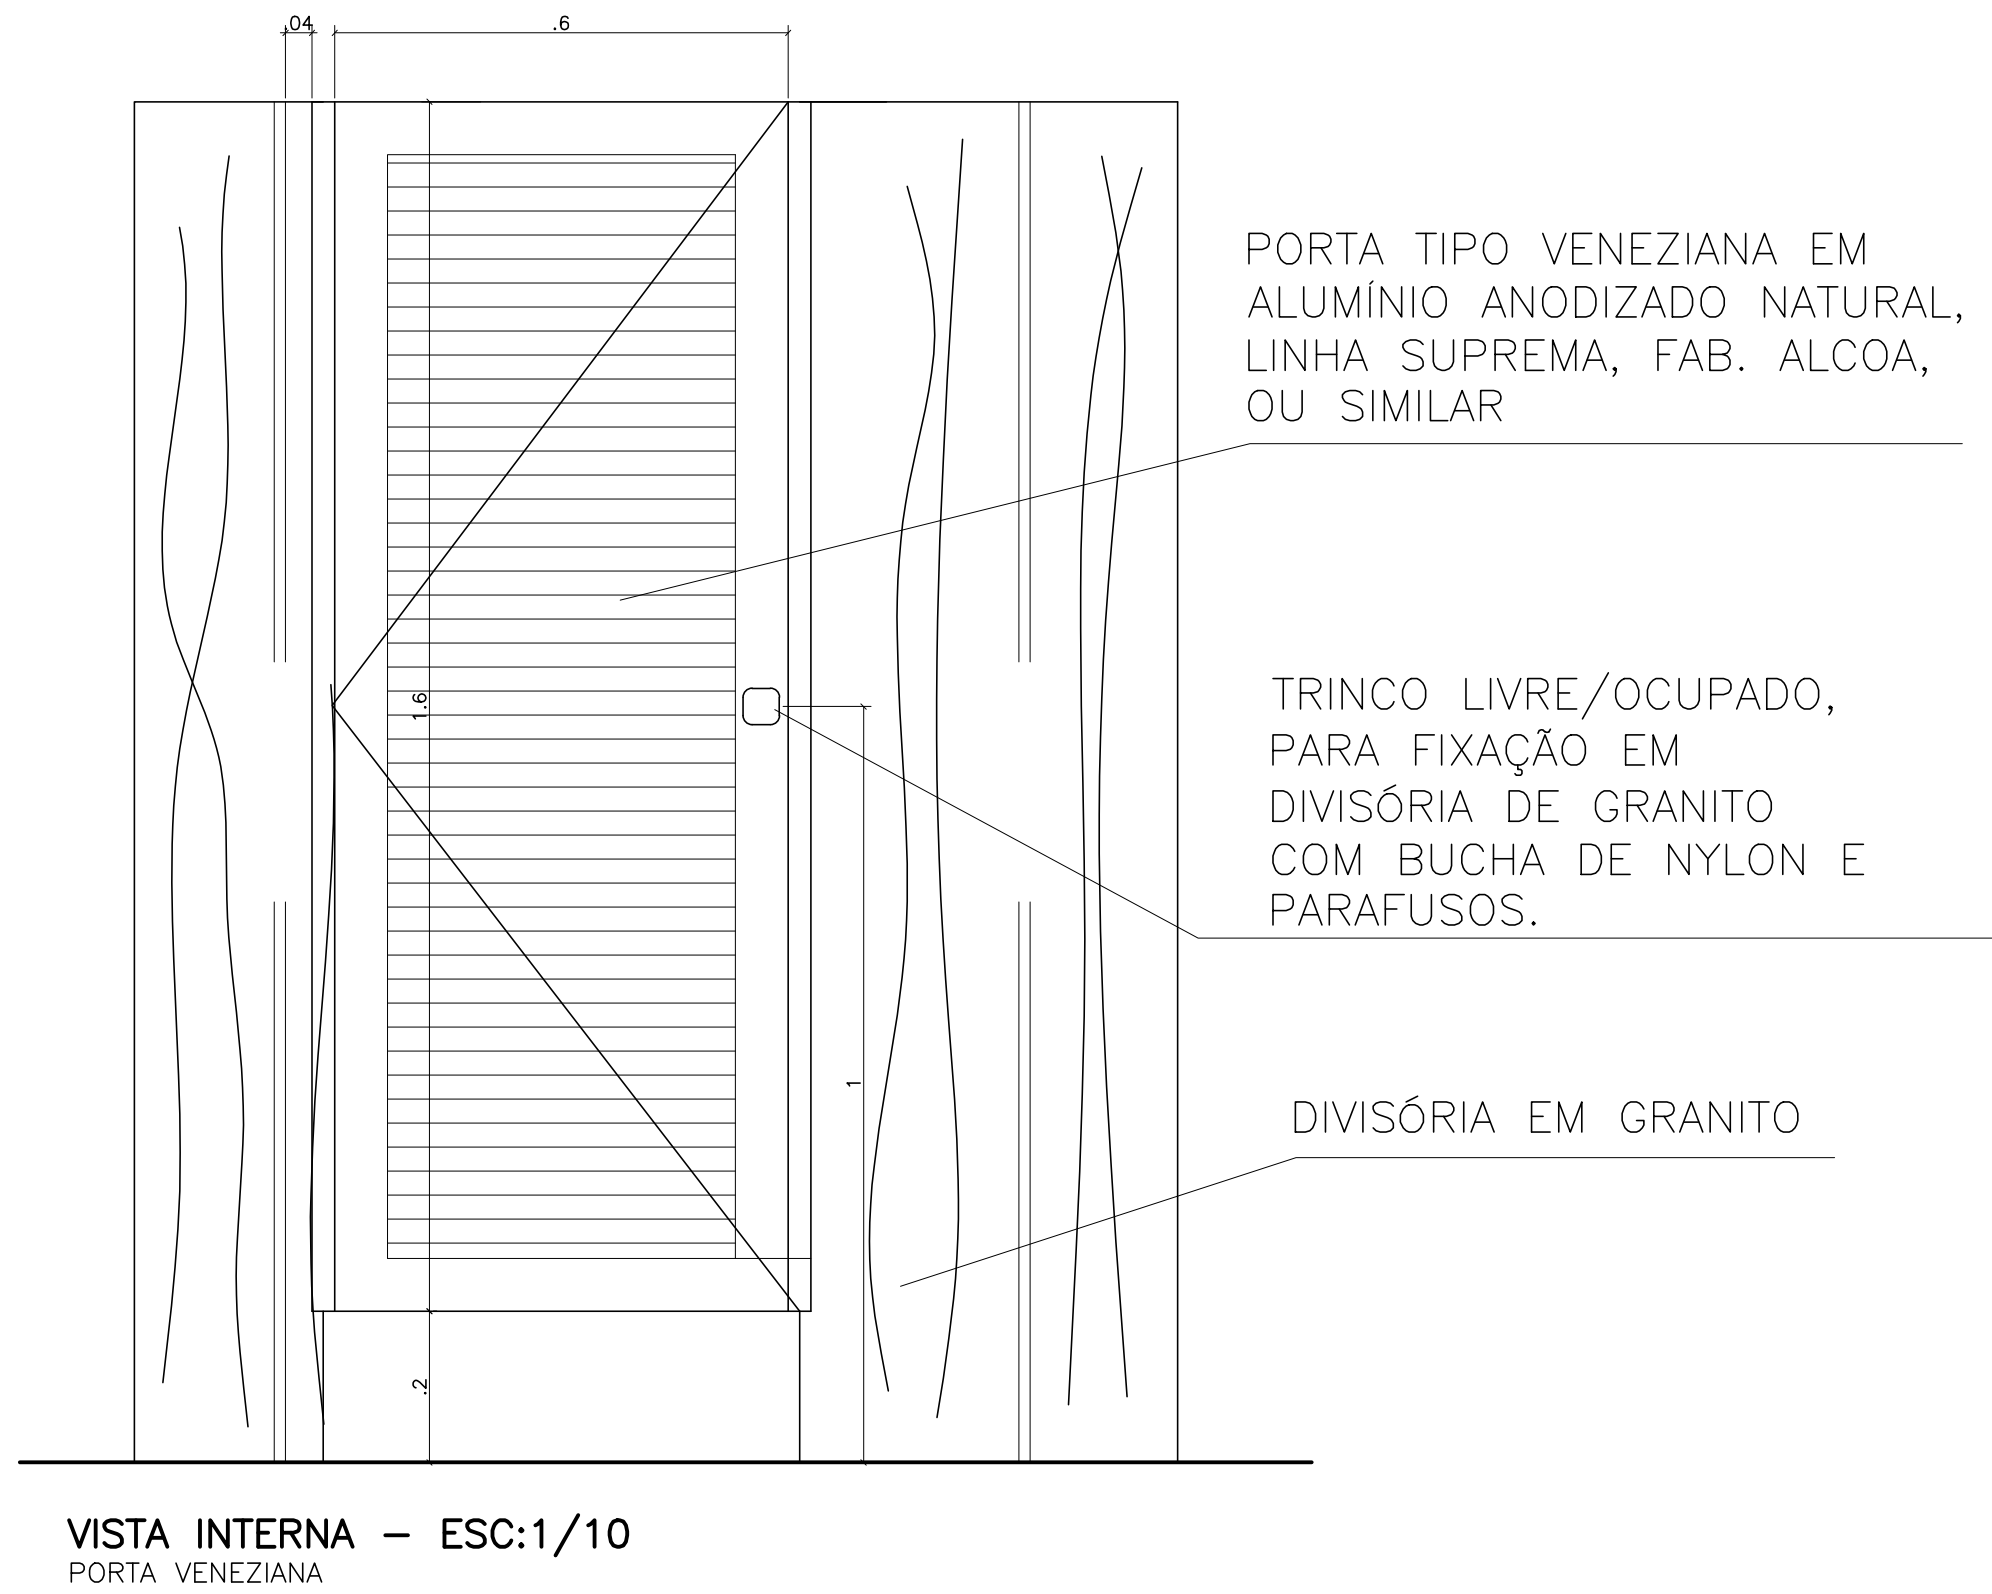 .04
.6
PORTA TIPO VENEZIANA EM
ALUMÍNIO ANODIZADO NATURAL,
LINHA SUPREMA, FAB. ALCOA,
OU SIMILAR
1.6
TRINCO LIVRE/OCUPADO,
PARA FIXAÇÃO EM
DIVISÓRIA DE GRANITO
COM BUCHA DE NYLON E
PARAFUSOS.
1
DIVISÓRIA EM GRANITO
.2
VISTA INTERNA – ESC:1/10
PORTA VENEZIANA